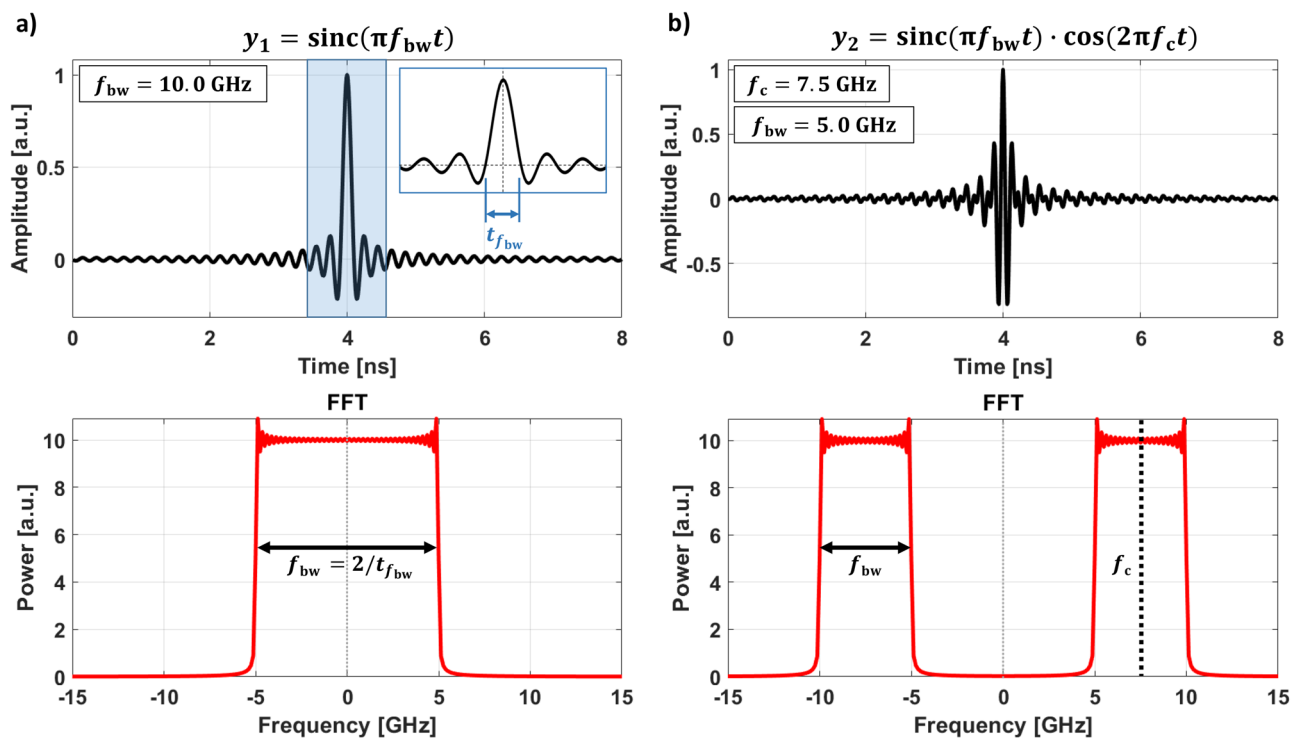 a)
y₁ = sinc(πf_bw t)
f_bw = 10.0 GHz
t_f_bw
Amplitude [a.u.]
1
0.5
0
0
2
4
6
8
Time [ns]
FFT
Power [a.u.]
10
8
6
4
2
0
f_bw = 2/t_f_bw
-15
-10
-5
0
5
10
15
Frequency [GHz]
b)
y₂ = sinc(πf_bw t) · cos(2πf_c t)
f_c = 7.5 GHz
f_bw = 5.0 GHz
Amplitude [a.u.]
1
0.5
0
-0.5
0
2
4
6
8
Time [ns]
FFT
Power [a.u.]
10
8
6
4
2
0
f_bw
f_c
-15
-10
-5
0
5
10
15
Frequency [GHz]